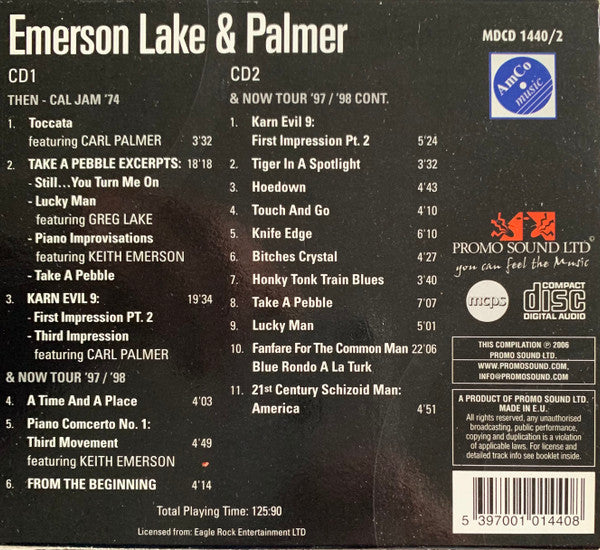 Emerson Lake & Palmer
MDCD 1440/2
CD1
THEN - CAL JAM '74
1. Toccata
featuring CARL PALMER 3'32
2. TAKE A PEBBLE EXCERPTS: 18'18
- Still...You Turn Me On
- Lucky Man
featuring GREG LAKE
- Piano Improvisations
featuring KEITH EMERSON
- Take A Pebble
3. KARN EVIL 9: 19'34
- First Impression PT. 2
- Third Impression
featuring CARL PALMER
& NOW TOUR '97 / '98
4. A Time And A Place 4'03
5. Piano Comcerto No. 1:
Third Movement 4'49
featuring KEITH EMERSON
6. FROM THE BEGINNING 4'14
CD2
& NOW TOUR '97 / '98 CONT.
1. Karn Evil 9:
First Impression Pt. 2 5'24
2. Tiger In A Spotlight 3'32
3. Hoedown 4'43
4. Touch And Go 4'10
5. Knife Edge 6'10
6. Bitches Crystal 4'27
7. Honky Tonk Train Blues 3'40
8. Take A Pebble 7'07
9. Lucky Man 5'01
10. Fanfare For The Common Man 22'06
Blue Rondo A La Turk
11. 21st Century Schizoid Man:
America 4'51
Total Playing Time: 125:90
Licensed from: Eagle Rock Entertainment LTD
AmCo
music
©
PROMO SOUND LTD
you can feel the Music
mcps
COMPACT
disc
DIGITAL AUDIO
THIS COMPILATION ℗ 2006
PROMO SOUND LTD.
WWW.PROMOSOUND.COM,
INFO@PROMOSOUND.COM
A PRODUCT OF PROMO SOUND LTD.
MADE IN E.U.
All rights reserved, any unauthorised
broadcasting, public performance,
copying and duplication is a violation
of applicable laws. For license and
detailed track info see booklet inside.
5 397001 014408